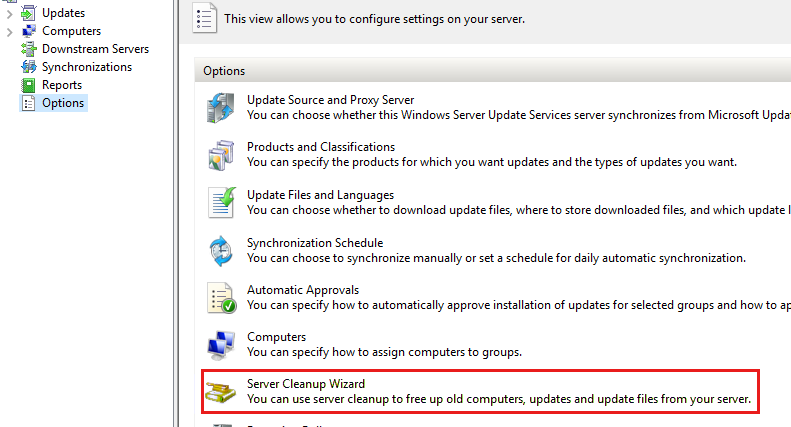 Updates
Computers
Downstream Servers
Synchronizations
Reports
Options
This view allows you to configure settings on your server.
Options
Update Source and Proxy Server
You can choose whether this Windows Server Update Services server synchronizes from Microsoft
Products and Classifications
You can specify the products for which you want updates and the types of updates you want.
Update Files and Languages
You can choose whether to download update files, where to store downloaded files, and which update
Synchronization Schedule
You can choose to synchronize manually or set a schedule for daily automatic synchronization.
Automatic Approvals
You can specify how to automatically approve installation of updates for selected groups and how to
Computers
You can specify how to assign computers to groups.
Server Cleanup Wizard
You can use server cleanup to free up old computers, updates and update files from your server.